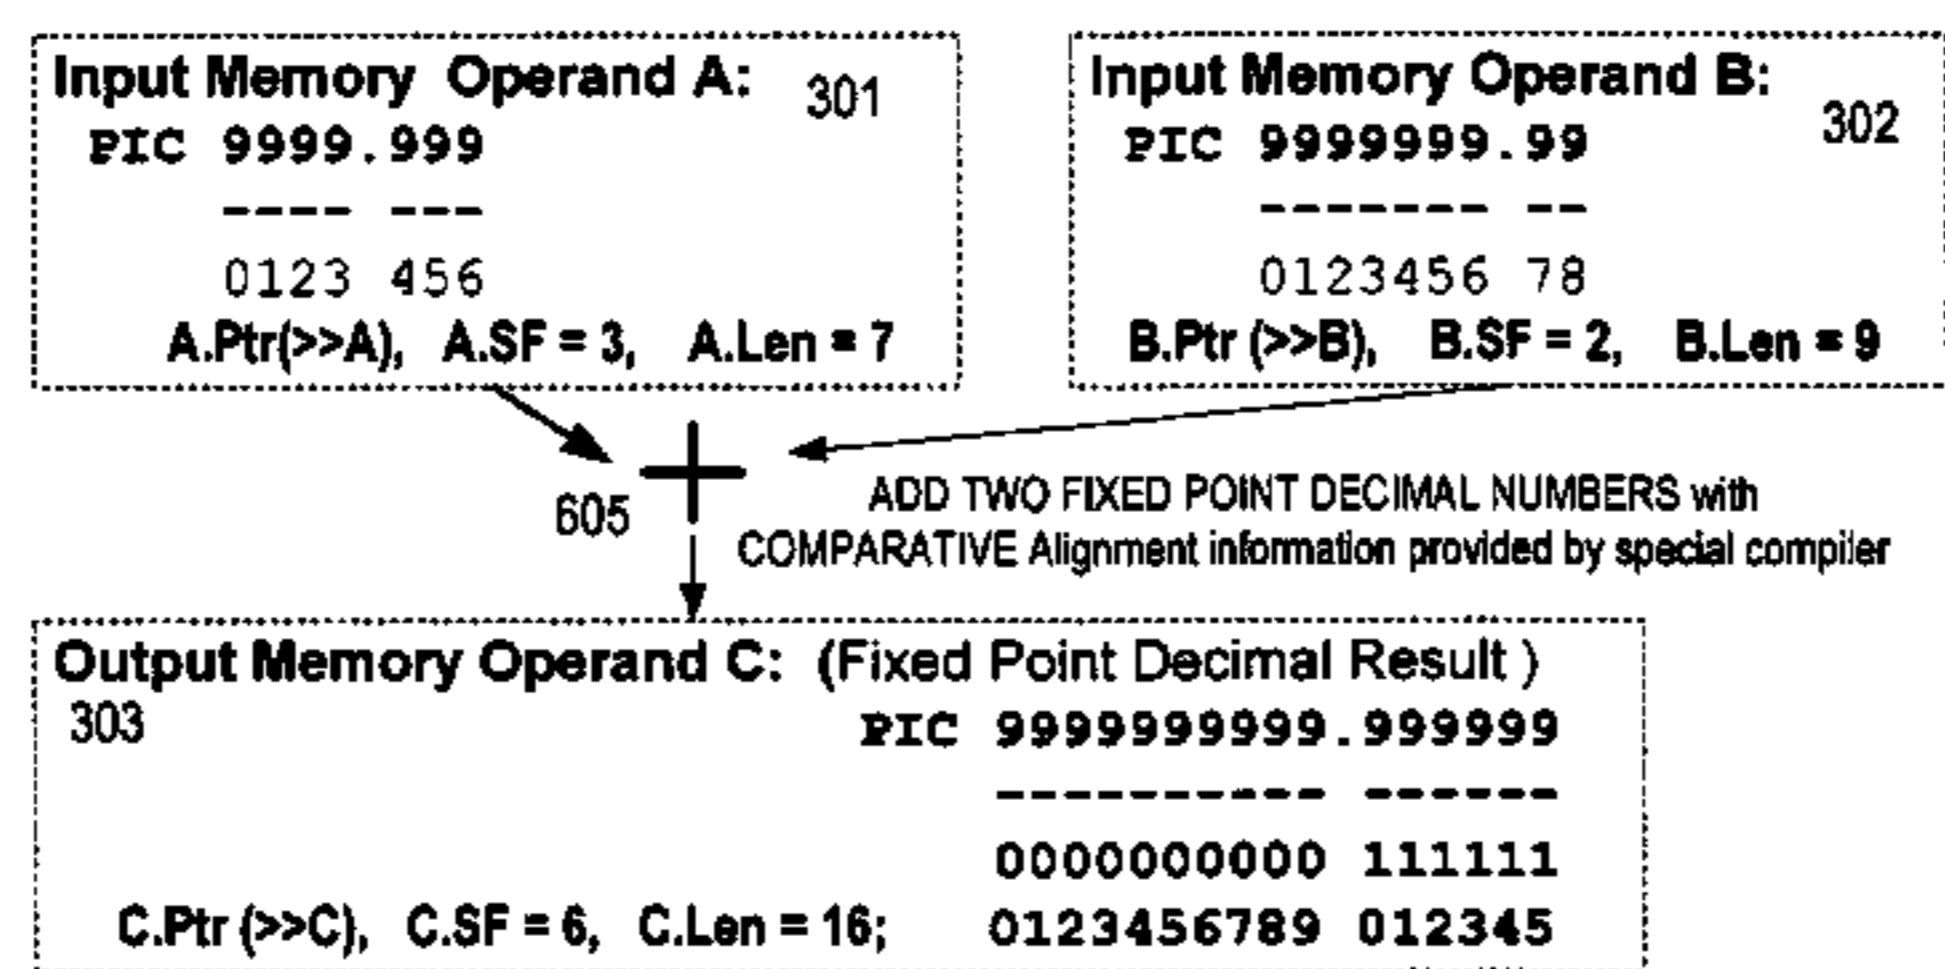 Input Memory Operand A: 301
PIC 9999.999
---- ---
0123 456
A.Ptr(>>A), A.SF = 3, A.Len = 7
Input Memory Operand B: 302
PIC 9999999.99
------- --
0123456 78
B.Ptr (>>B), B.SF = 2, B.Len = 9
605
ADD TWO FIXED POINT DECIMAL NUMBERS with
COMPARATIVE Alignment information provided by special compiler
Output Memory Operand C: (Fixed Point Decimal Result )
303
PIC 9999999999.999999
---------- ------
0000000000 111111
C.Ptr (>>C), C.SF = 6, C.Len = 16; 0123456789 012345